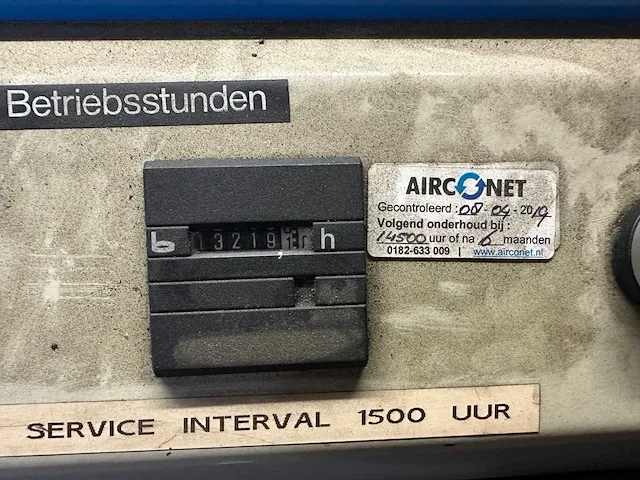 Betriebsstunden
13219
h
AIRCONET
Gecontroleerd : 08-04-2019
Volgend onderhoud bij :
14500 uur of na 6 maanden
0182-633 009 | www.airconet.nl
SERVICE INTERVAL 1500 UUR